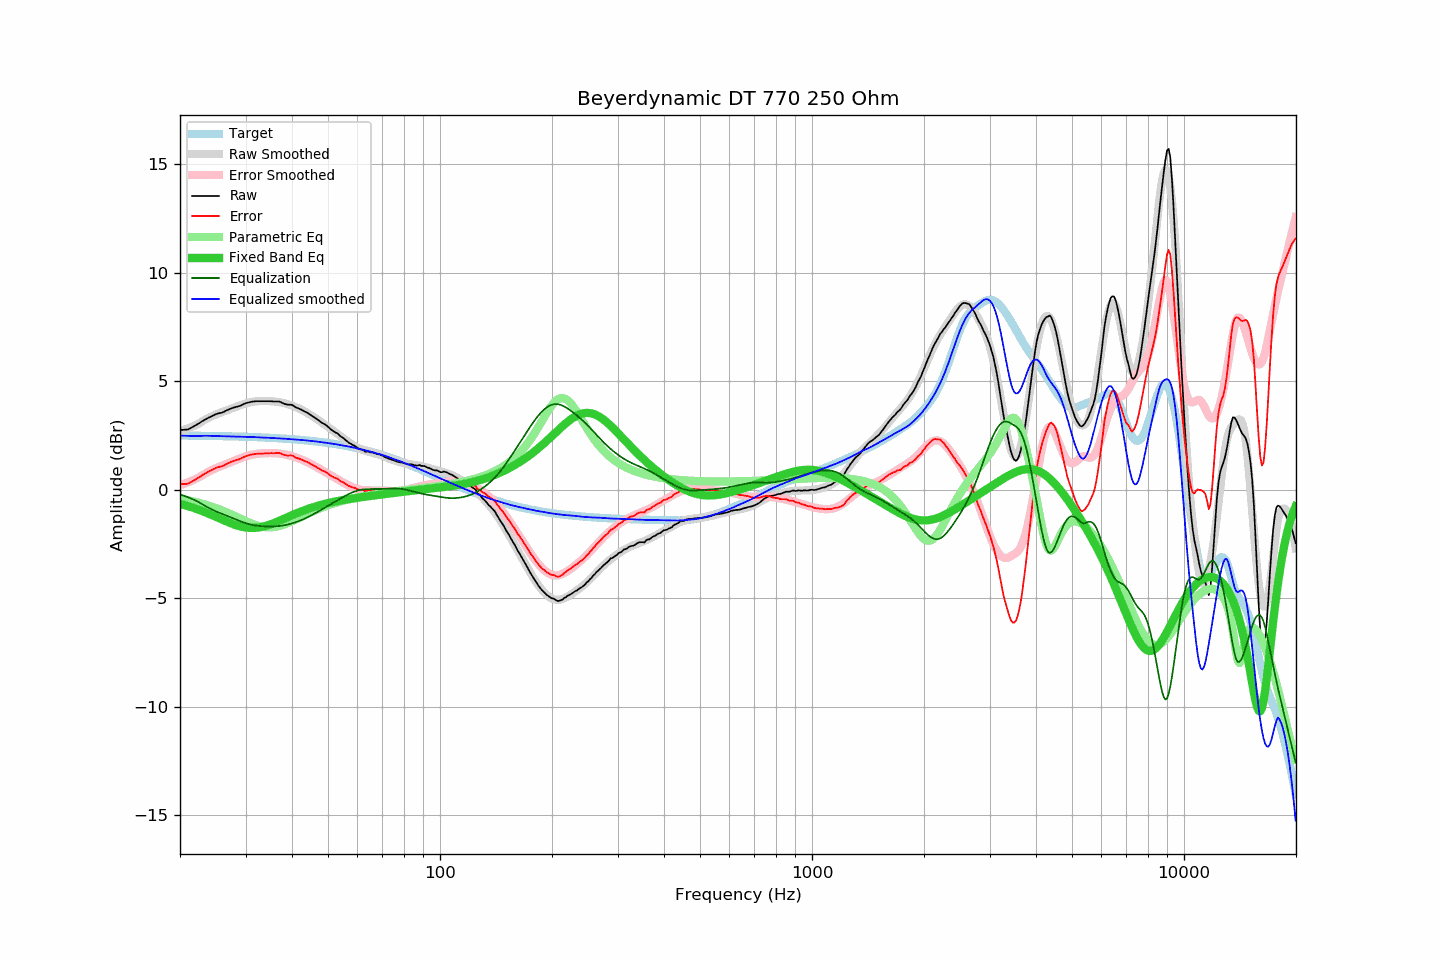 Beyerdynamic DT 770 250 Ohm
Target
Raw Smoothed
Error Smoothed
Raw
Error
Parametric Eq
Fixed Band Eq
Equalization
Equalized smoothed
15
10
5
0
−5
−10
−15
Amplitude (dBr)
100
1000
10000
Frequency (Hz)